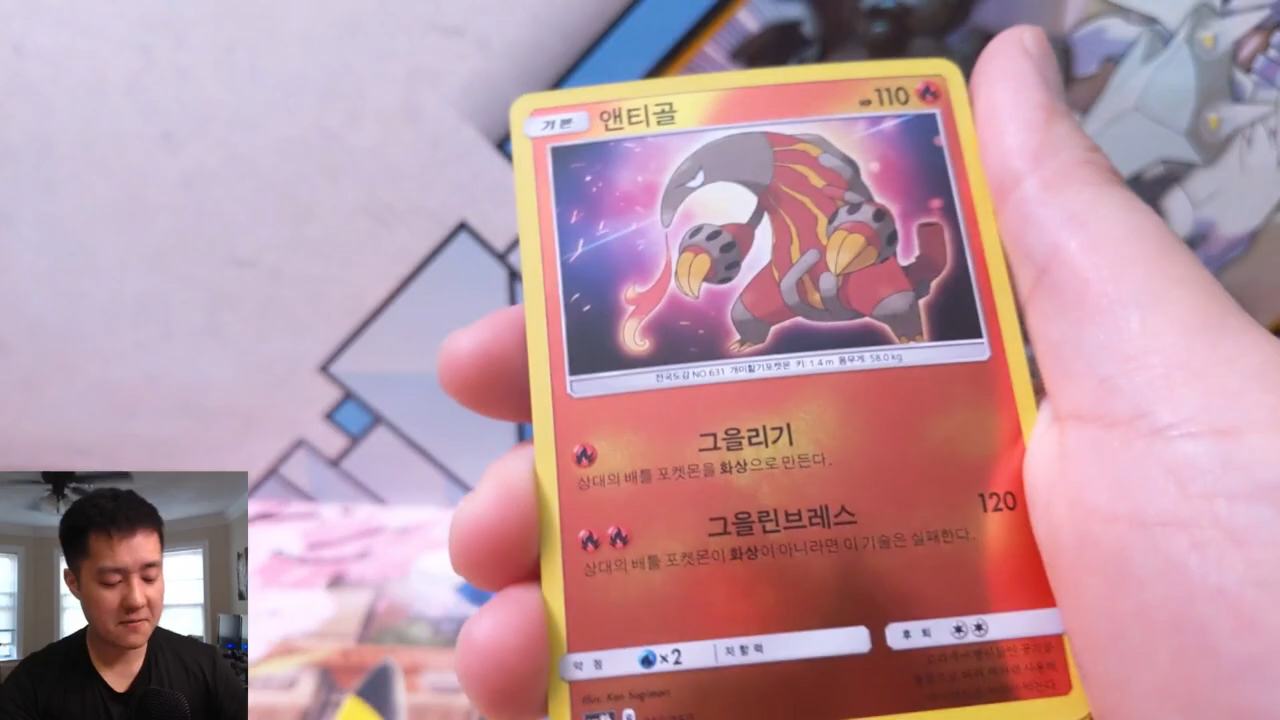 기본 앤티골 HP 110
전국도감 NO.631 개미핥기포켓몬 키: 1.4 m 몸무게: 58.0 kg
그을리기
상대의 배틀 포켓몬을 화상으로 만든다.
그을린브레스 120
상대의 배틀 포켓몬이 화상이 아니라면 이 기술은 실패한다.
약점 ×2 저항력 후퇴
Illus. Ken Sugimori